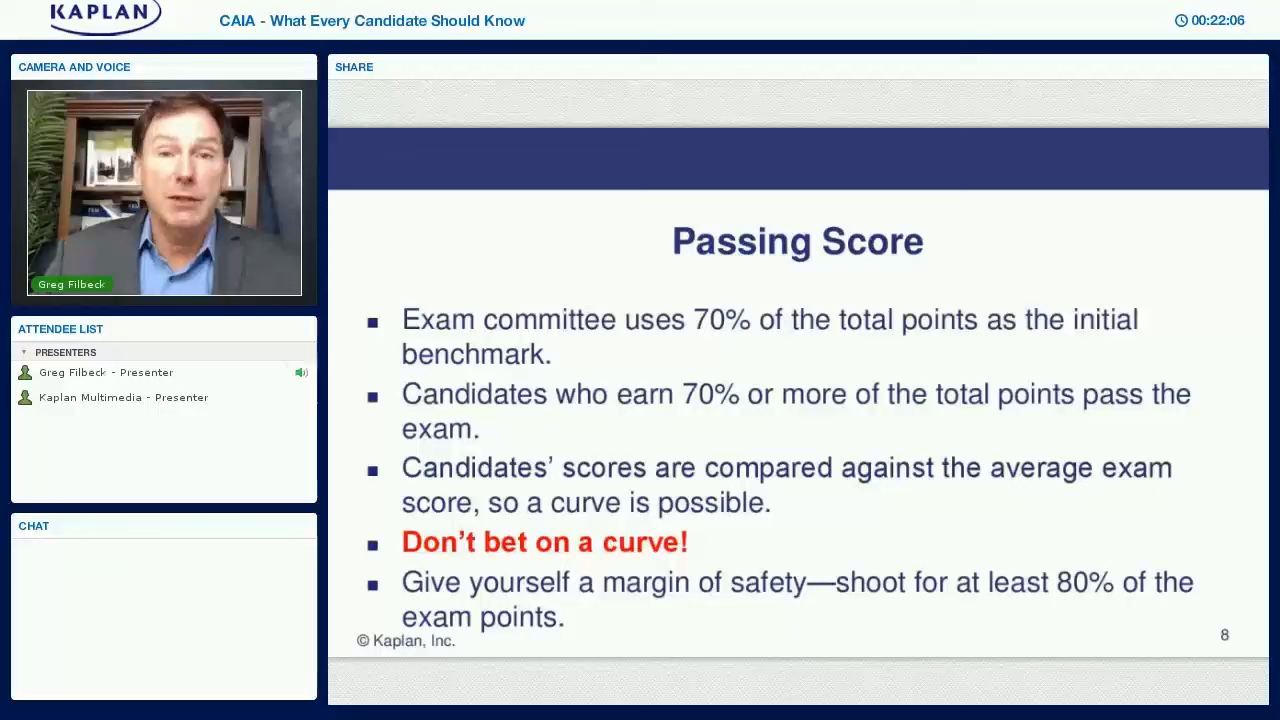 KAPLAN
CAIA - What Every Candidate Should Know
00:22:06
CAMERA AND VOICE
Greg Filbeck
ATTENDEE LIST
PRESENTERS
Greg Filbeck - Presenter
Kaplan Multimedia - Presenter
CHAT
SHARE
Passing Score
Exam committee uses 70% of the total points as the initial
benchmark.
Candidates who earn 70% or more of the total points pass the
exam.
Candidates’ scores are compared against the average exam
score, so a curve is possible.
Don’t bet on a curve!
Give yourself a margin of safety—shoot for at least 80% of the
exam points.
© Kaplan, Inc.
8